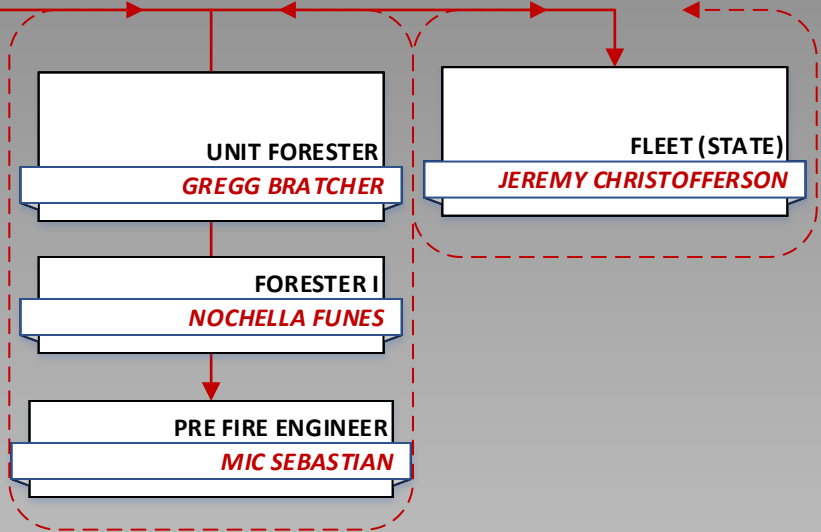 UNIT FORESTER
GREGG BRATCHER
FORESTER I
NOCHELLA FUNES
PRE FIRE ENGINEER
MIC SEBASTIAN
FLEET (STATE)
JEREMY CHRISTOFFERSON